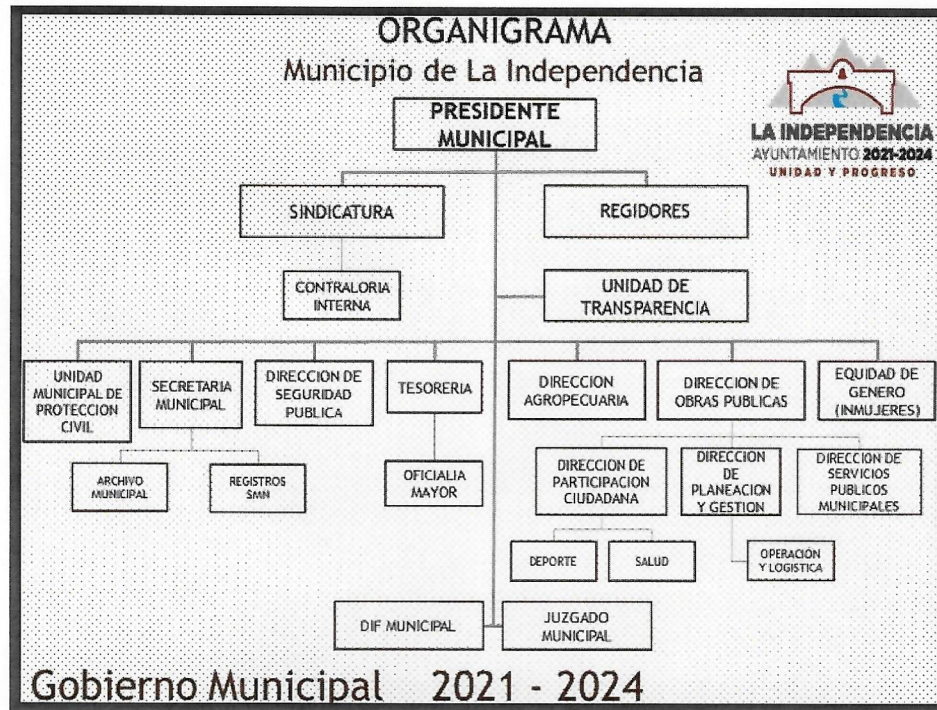 ORGANIGRAMA
Municipio de La Independencia
LA INDEPENDENCIA
AYUNTAMIENTO 2021-2024
UNIDAD Y PROGRESO
PRESIDENTE
MUNICIPAL
SINDICATURA
REGIDORES
CONTRALORIA
INTERNA
UNIDAD DE
TRANSPARENCIA
UNIDAD
MUNICIPAL DE
PROTECCION
CIVIL
SECRETARIA
MUNICIPAL
DIRECCION DE
SEGURIDAD
PUBLICA
TESORERIA
DIRECCION
AGROPECUARIA
DIRECCION DE
OBRAS PUBLICAS
EQUIDAD DE
GENERO
(INMUJERES)
ARCHIVO
MUNICIPAL
REGISTROS
SMN
OFICIALIA
MAYOR
DIRECCION DE
PARTICIPACION
CIUDADANA
DIRECCION
DE
PLANEACION
Y GESTION
DIRECCION DE
SERVICIOS
PUBLICOS
MUNICIPALES
DEPORTE
SALUD
OPERACIÓN
Y LOGISTICA
DIF MUNICIPAL
JUZGADO
MUNICIPAL
Gobierno Municipal 2021 - 2024